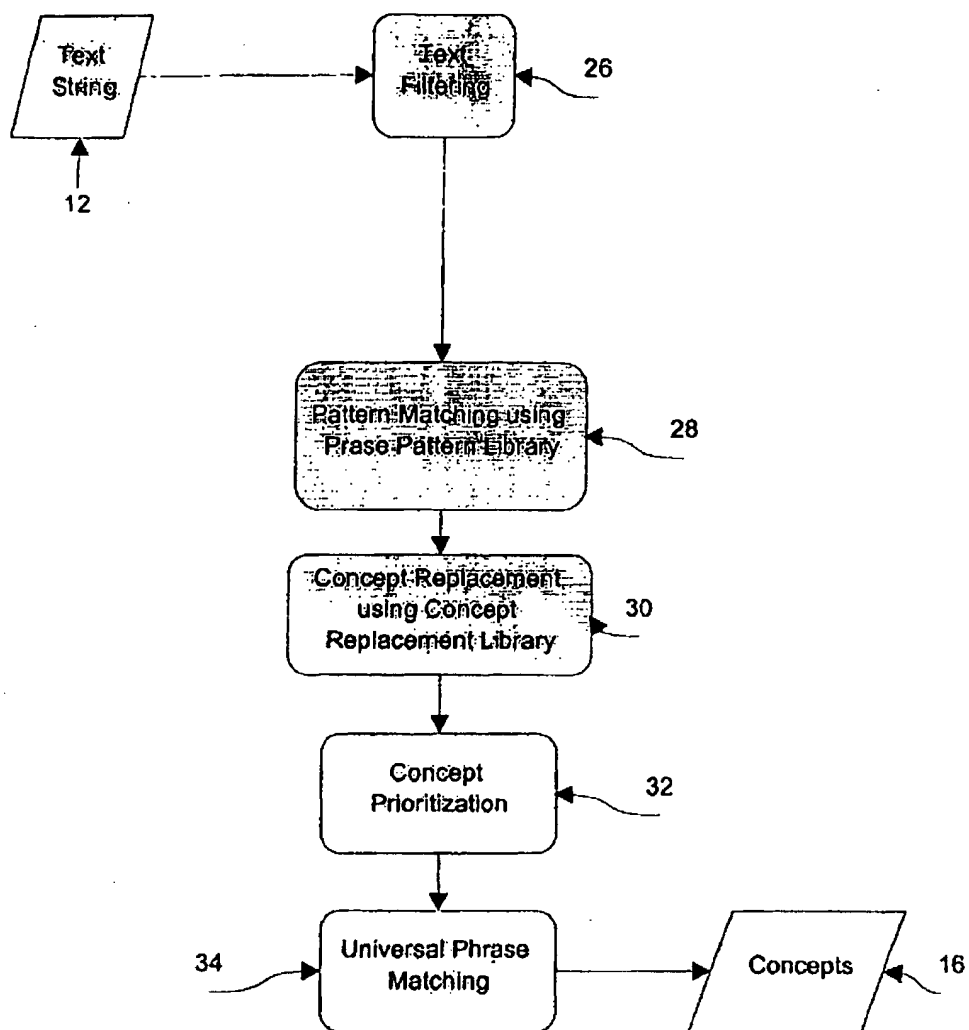 Text
String
12
Text
Filtering
26
Pattern Matching using
Prase Pattern Library
28
Concept Replacement
using Concept
Replacement Library
30
Concept
Prioritization
32
Universal Phrase
Matching
34
Concepts
16